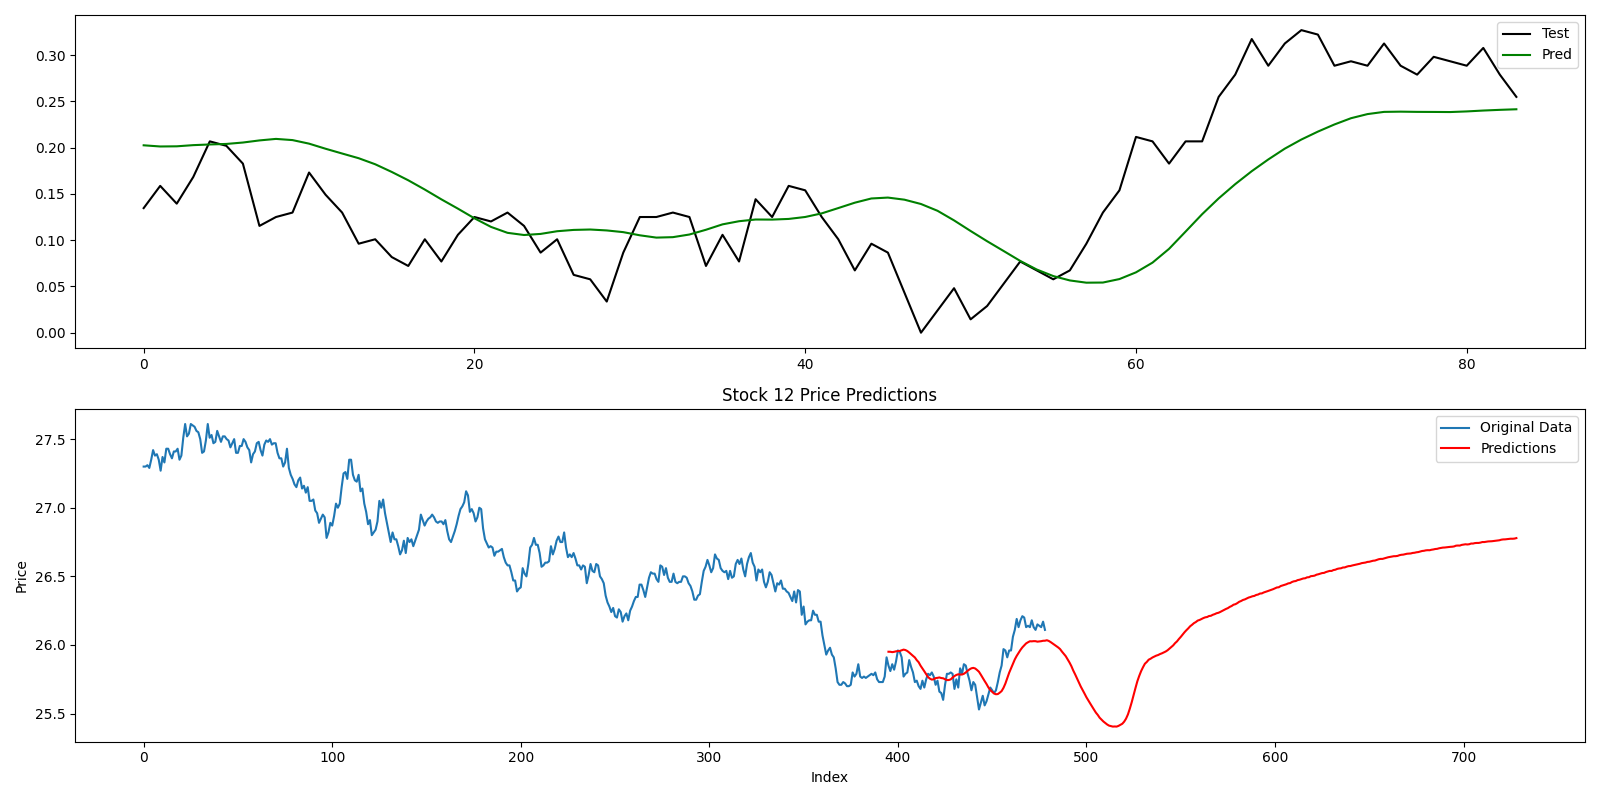 Test
Pred
0.30
0.25
0.20
0.15
0.10
0.05
0.00
0 20 40 60 80
Stock 12 Price Predictions
Original Data
Predictions
27.5
27.0
26.5
26.0
25.5
Price
0 100 200 300 400 500 600 700
Index